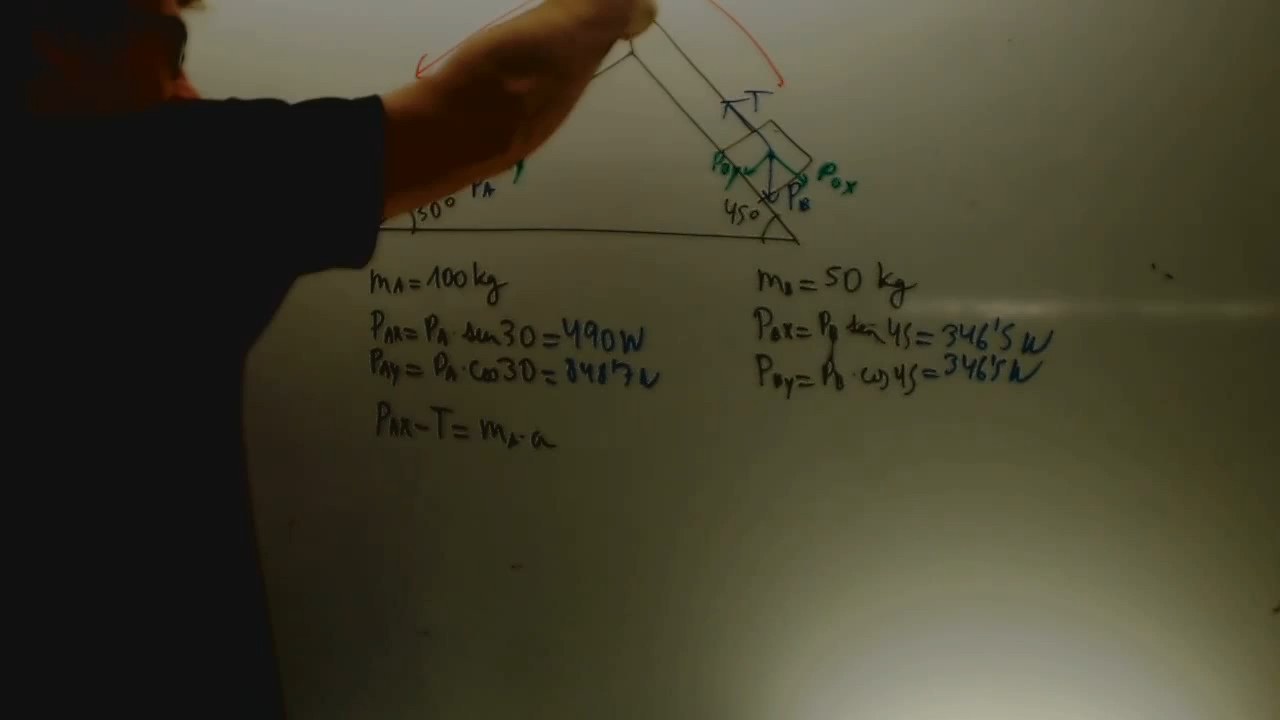 T
PBy PBX
PA PB
30° 45°
mA = 100 kg mB = 50 kg
PAX = PA · sen 30 = 490 N PBX = PB sen 45 = 346'5 N
PAY = PA · cos 30 = 848'7 N PBy = PB · cos 45 = 346'5 N
PAX - T = mA · a